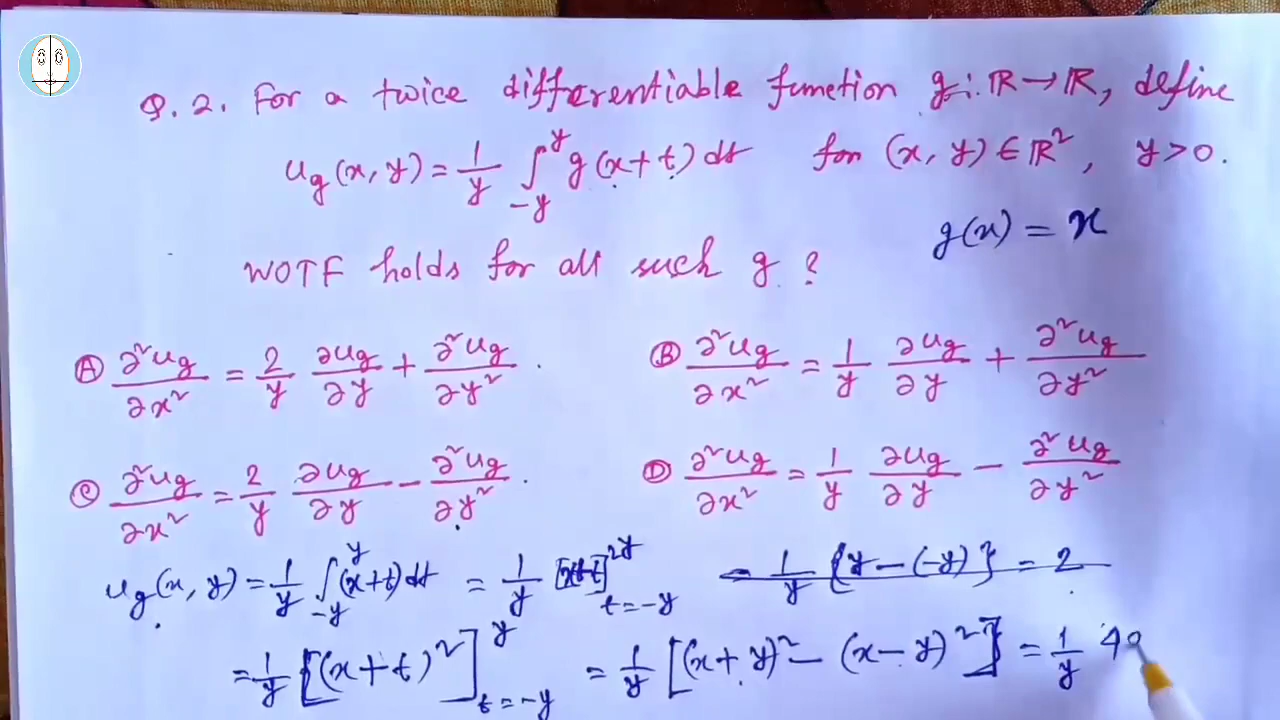 Q. 2. For a twice differentiable function g: ℝ → ℝ, define
u_g(x, y) = 1/y ∫_{-y}^{y} g(x+t) dt for (x, y) ∈ ℝ², y > 0.
g(x) = x
WOTF holds for all such g ?
Ⓐ ∂²u_g/∂x² = 2/y ∂u_g/∂y + ∂²u_g/∂y² . Ⓑ ∂²u_g/∂x² = 1/y ∂u_g/∂y + ∂²u_g/∂y²
Ⓒ ∂²u_g/∂x² = 2/y ∂u_g/∂y − ∂²u_g/∂y² . Ⓓ ∂²u_g/∂x² = 1/y ∂u_g/∂y − ∂²u_g/∂y²
u_g(x, y) = 1/y ∫_{-y}^{y} (x+t) dt = 1/y [ ]_{t=-y} = 1/y {y − (−y)} = 2
= 1/y [(x+t)²]_{t=-y}^{y} = 1/y [(x+y)² − (x−y)²] = 1/y 4